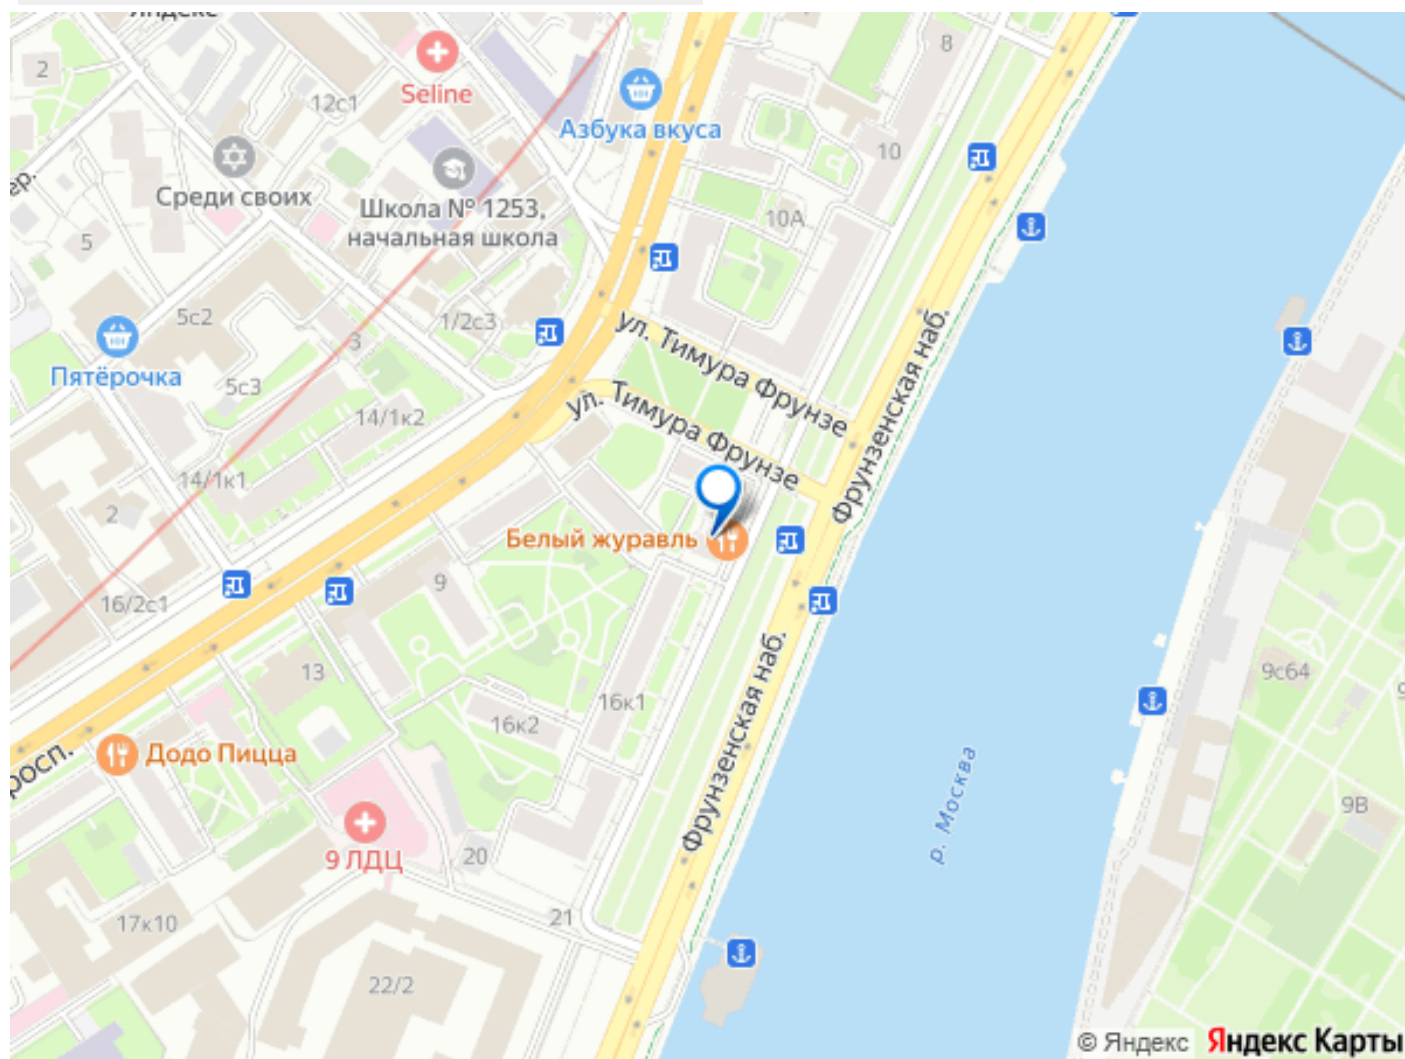 Яндекс
2
8
Seline
12с1
Азбука вкуса
10
ер.
Среди своих
Школа № 1253,
начальная школа
10А
5
5с2
1/2с3
3
ул. Тимура Фрунзе
Фрунзенская наб.
Пятёрочка
5с3
14/1к2
ул. Тимура Фрунзе
14/1к1
2
Белый журавль
9
16/2с1
13
16к1
16к2
Фрунзенская наб.
9с64
9
росп.
Додо Пицца
р. Москва
9В
9 ЛДЦ
20
17к10
21
22/2
© Яндекс Яндекс Карты